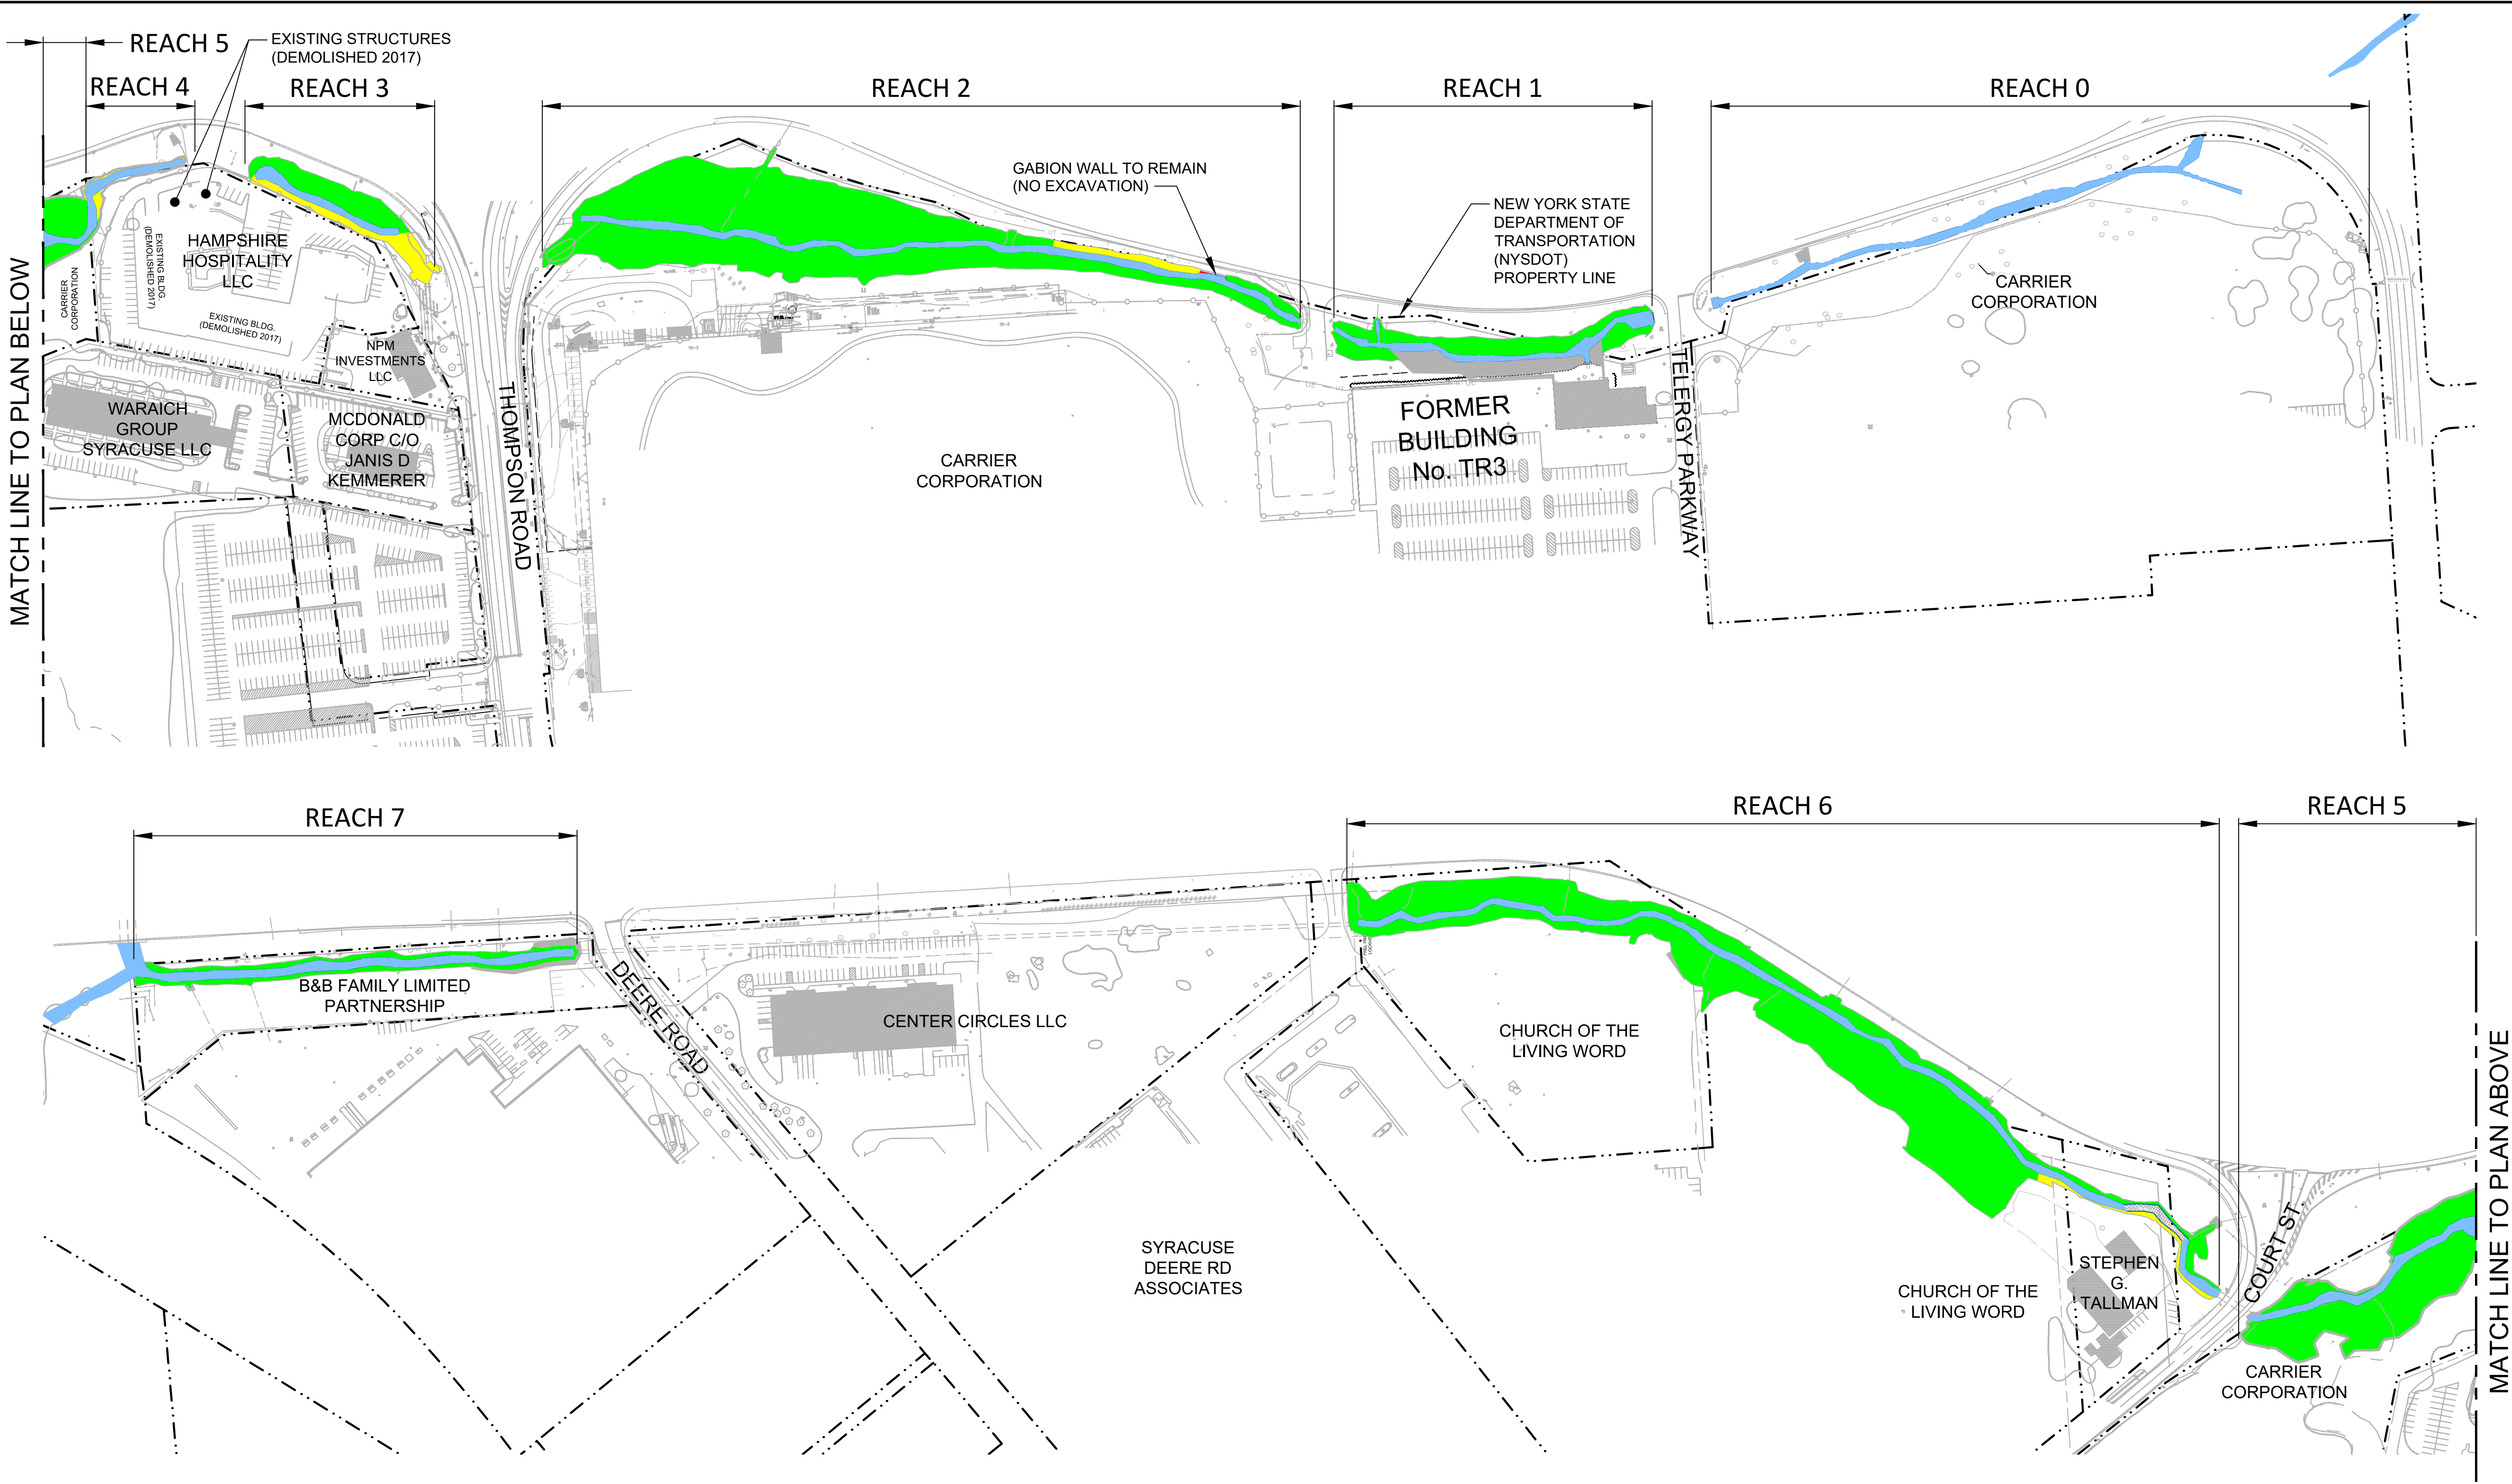 REACH 5
EXISTING STRUCTURES
(DEMOLISHED 2017)
REACH 4
REACH 3
REACH 2
REACH 1
REACH 0
GABION WALL TO REMAIN
(NO EXCAVATION)
NEW YORK STATE
DEPARTMENT OF
TRANSPORTATION
(NYSDOT)
PROPERTY LINE
MATCH LINE TO PLAN BELOW
CARRIER
CORPORATION
EXISTING BLDG.
(DEMOLISHED 2017)
HAMPSHIRE
HOSPITALITY
LLC
EXISTING BLDG.
(DEMOLISHED 2017)
NPM
INVESTMENTS
LLC
WARAICH
GROUP
SYRACUSE LLC
MCDONALD
CORP C/O
JANIS D
KEMMERER
THOMPSON ROAD
CARRIER
CORPORATION
FORMER
BUILDING
No. TR3
TELERGY PARKWAY
CARRIER
CORPORATION
REACH 7
REACH 6
REACH 5
B&B FAMILY LIMITED
PARTNERSHIP
DEERE ROAD
CENTER CIRCLES LLC
CHURCH OF THE
LIVING WORD
SYRACUSE
DEERE RD
ASSOCIATES
CHURCH OF THE
LIVING WORD
STEPHEN
G.
TALLMAN
COURT ST.
CARRIER
CORPORATION
MATCH LINE TO PLAN ABOVE